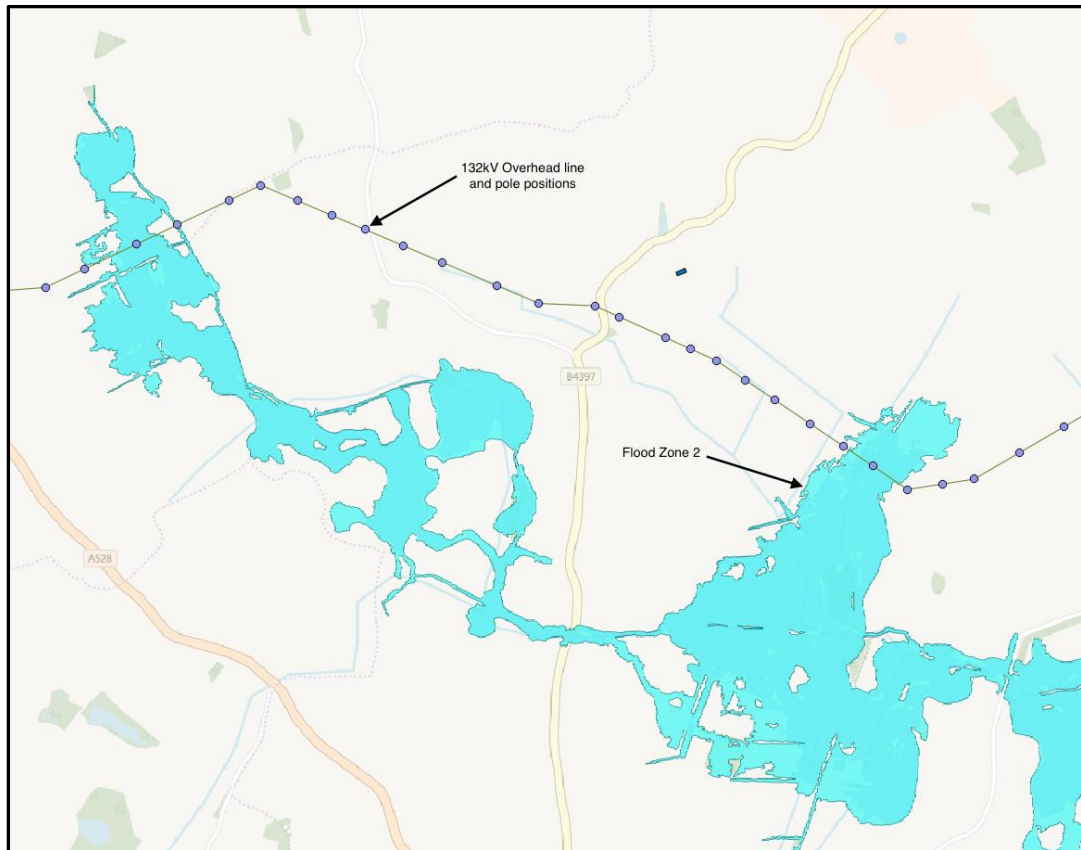 132kV Overhead line
and pole positions
B4397
Flood Zone 2
A528